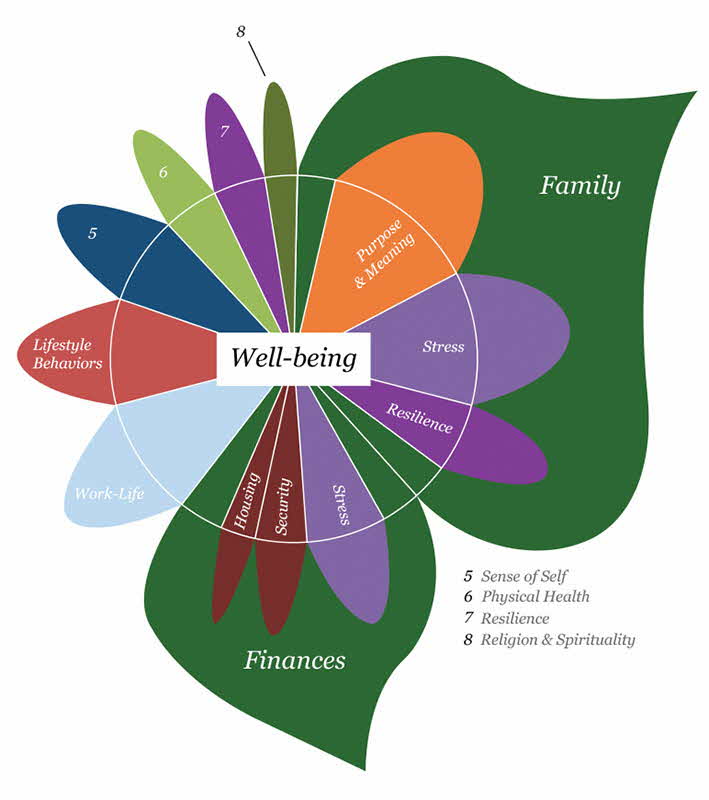 8
7
6
5
Family
Purpose
& Meaning
Lifestyle
Behaviors
Well-being
Stress
Resilience
Work-Life
Housing
Security
Stress
Finances
5 Sense of Self
6 Physical Health
7 Resilience
8 Religion & Spirituality